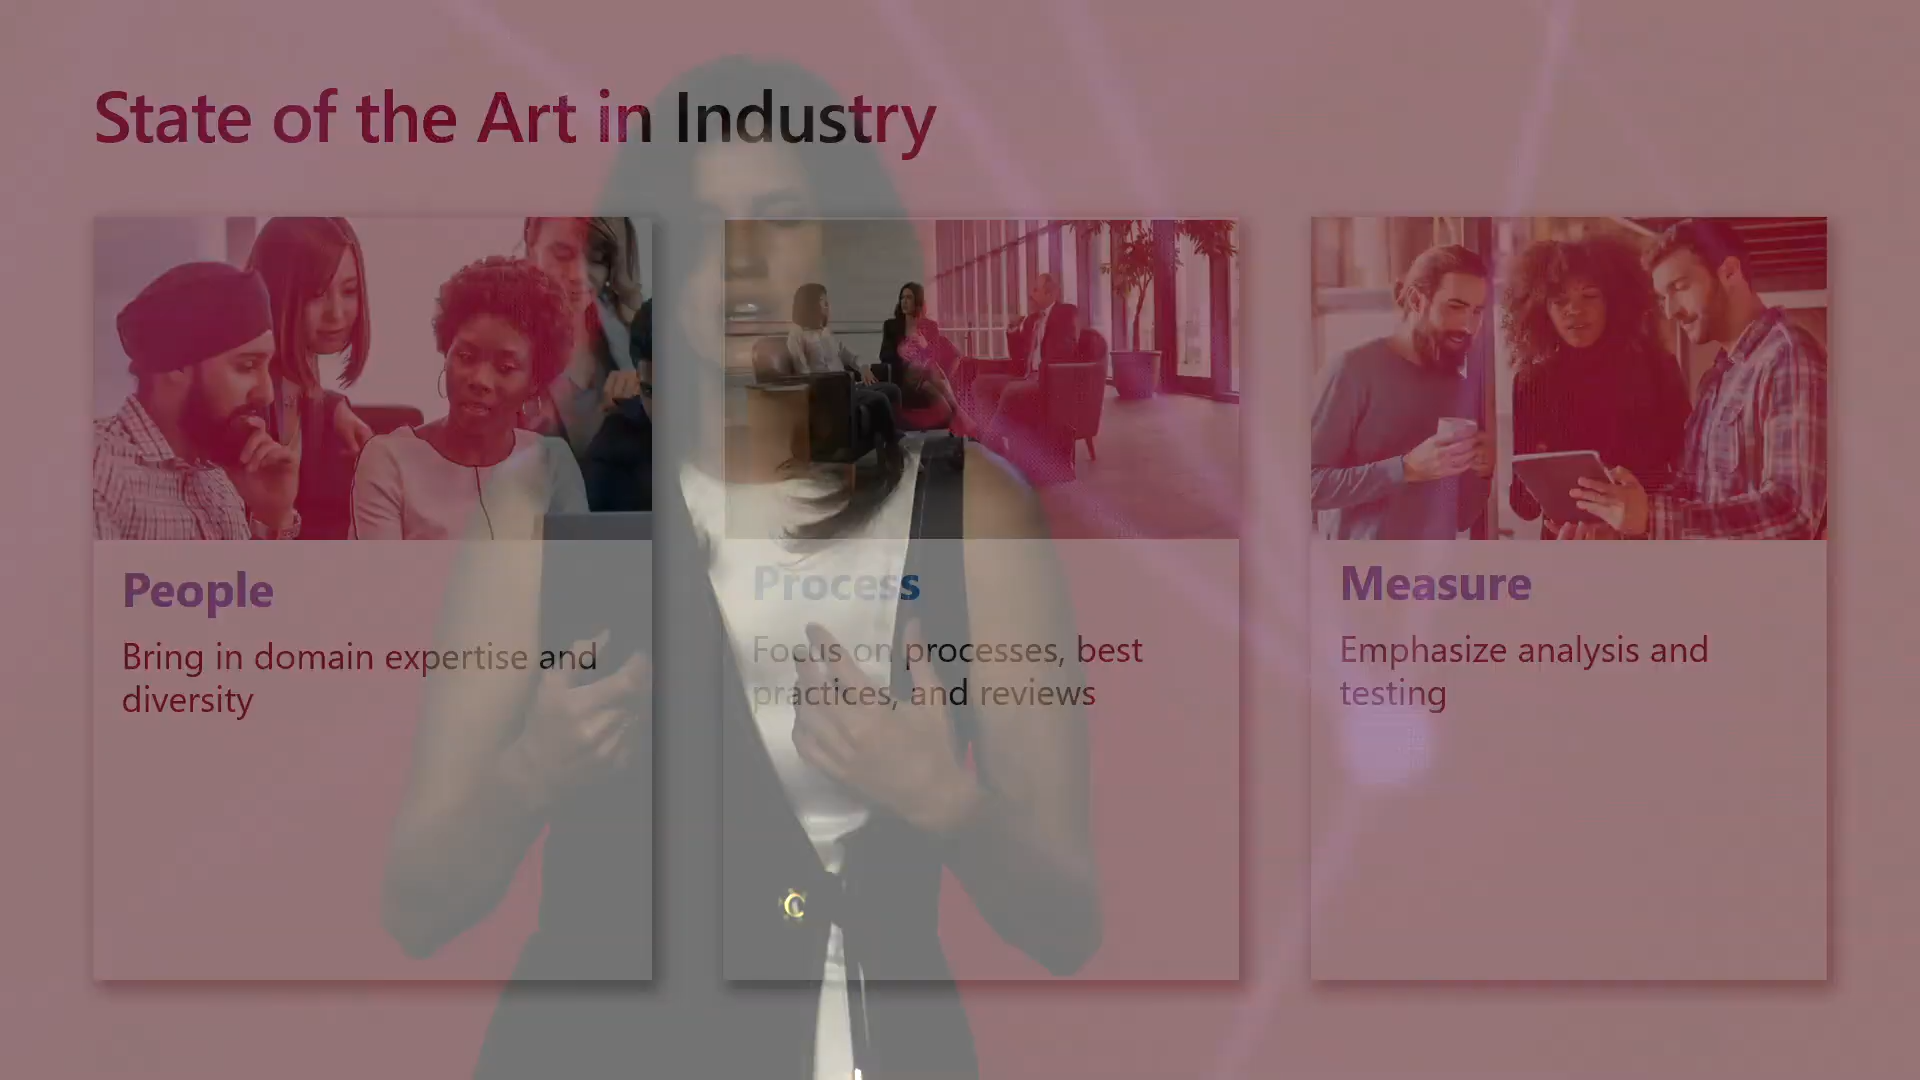 State of the Art in Industry
People
Bring in domain expertise and
diversity
Process
Focus on processes, best
practices, and reviews
Measure
Emphasize analysis and
testing